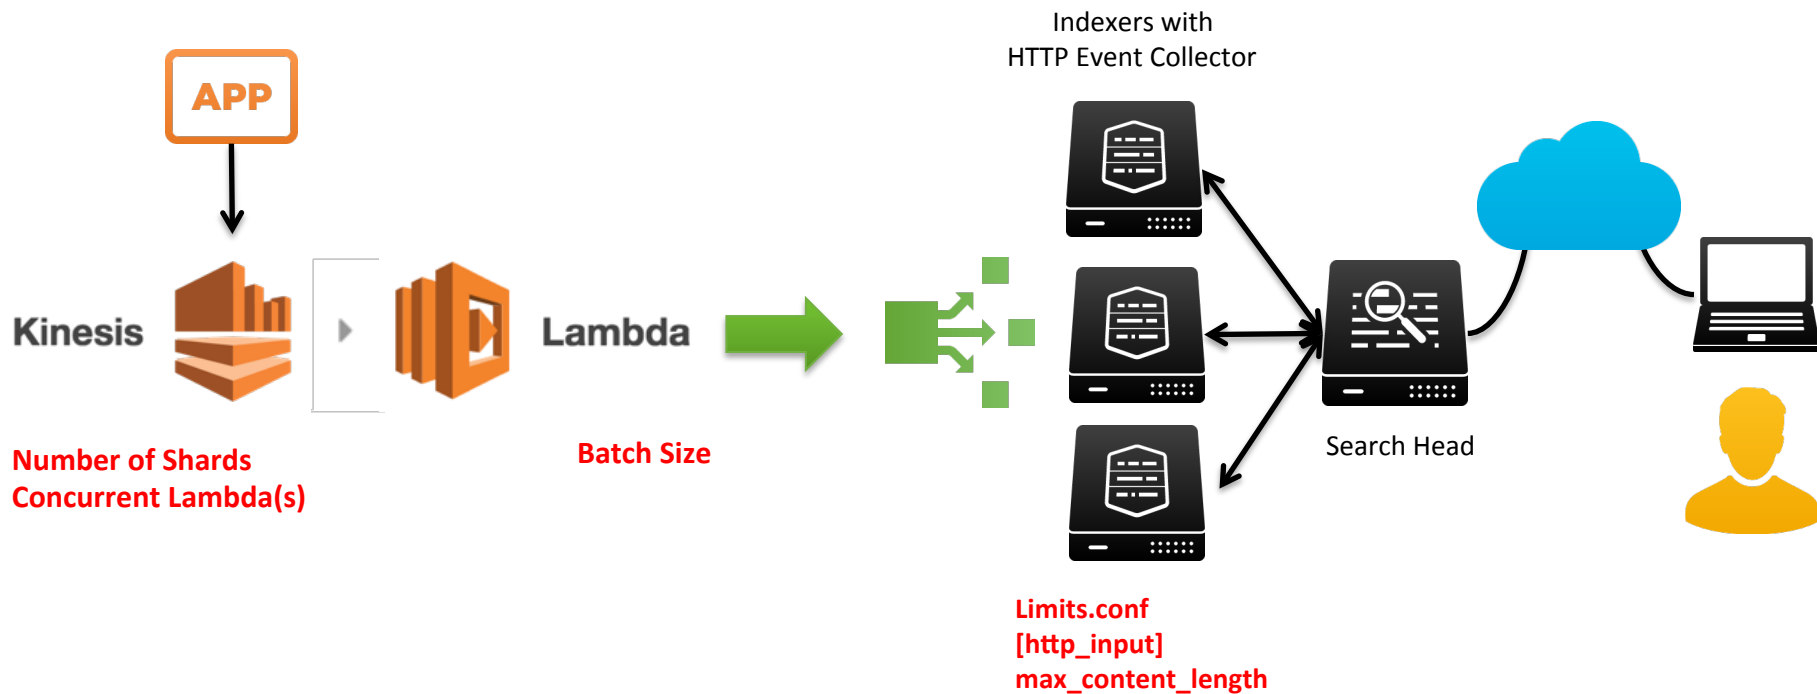 Indexers with
HTTP Event Collector
APP
Kinesis
Lambda
Number of Shards
Concurrent Lambda(s)
Batch Size
Search Head
Limits.conf
[http_input]
max_content_length